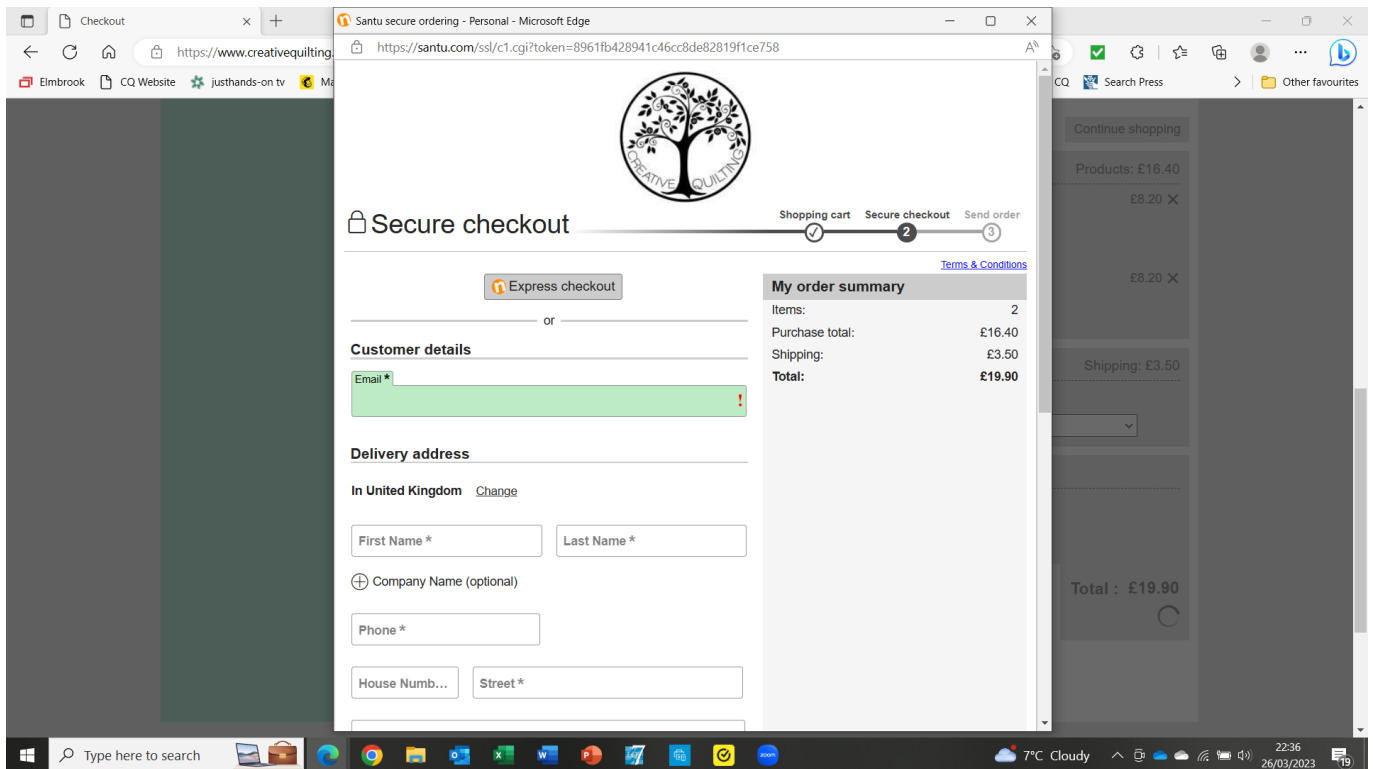 Checkout
Santu secure ordering - Personal - Microsoft Edge
https://www.creativequilting.
https://santu.com/ssl/c1.cgi?token=8961fb428941c46cc8de82819f1ce758
Elmbrook CQ Website justhands-on tv Ma
CQ Search Press Other favourites
CREATIVE QUILTING
Secure checkout
Shopping cart Secure checkout Send order
2 3
Terms & Conditions
Express checkout
or
Customer details
Email *
!
Delivery address
In United Kingdom Change
First Name * Last Name *
Company Name (optional)
Phone *
House Numb... Street *
My order summary
Items: 2
Purchase total: £16.40
Shipping: £3.50
Total: £19.90
Continue shopping
Products: £16.40
£8.20
£8.20
Shipping: £3.50
Total : £19.90
Type here to search
zoom
7°C Cloudy
22:36
26/03/2023
19